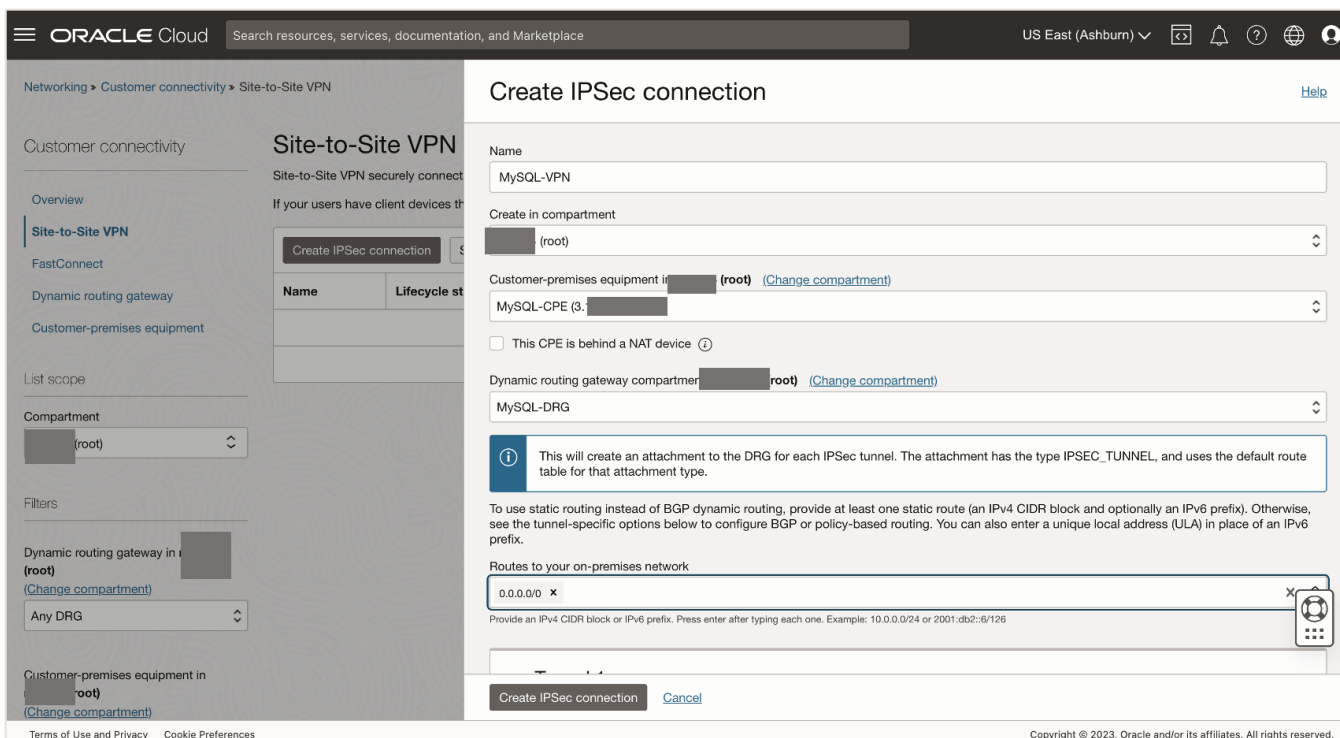 ORACLE Cloud
Search resources, services, documentation, and Marketplace
US East (Ashburn)
Networking » Customer connectivity » Site-to-Site VPN
Customer connectivity
Overview
Site-to-Site VPN
FastConnect
Dynamic routing gateway
Customer-premises equipment
List scope
Compartment
(root)
Filters
Dynamic routing gateway in
(root)
(Change compartment)
Any DRG
Customer-premises equipment in
root)
(Change compartment)
Site-to-Site VPN
Site-to-Site VPN securely connect
If your users have client devices th
Create IPSec connection
Name
Lifecycle st
Create IPSec connection
Help
Name
MySQL-VPN
Create in compartment
(root)
Customer-premises equipment (root) (Change compartment)
MySQL-CPE (3.
This CPE is behind a NAT device
Dynamic routing gateway compartmen root) (Change compartment)
MySQL-DRG
This will create an attachment to the DRG for each IPSec tunnel. The attachment has the type IPSEC_TUNNEL, and uses the default route
table for that attachment type.
To use static routing instead of BGP dynamic routing, provide at least one static route (an IPv4 CIDR block and optionally an IPv6 prefix). Otherwise,
see the tunnel-specific options below to configure BGP or policy-based routing. You can also enter a unique local address (ULA) in place of an IPv6
prefix.
Routes to your on-premises network
0.0.0.0/0 ×
Provide an IPv4 CIDR block or IPv6 prefix. Press enter after typing each one. Example: 10.0.0.0/24 or 2001:db2::6/126
Create IPSec connection
Cancel
Terms of Use and Privacy Cookie Preferences
Copyright © 2023, Oracle and/or its affiliates. All rights reserved.